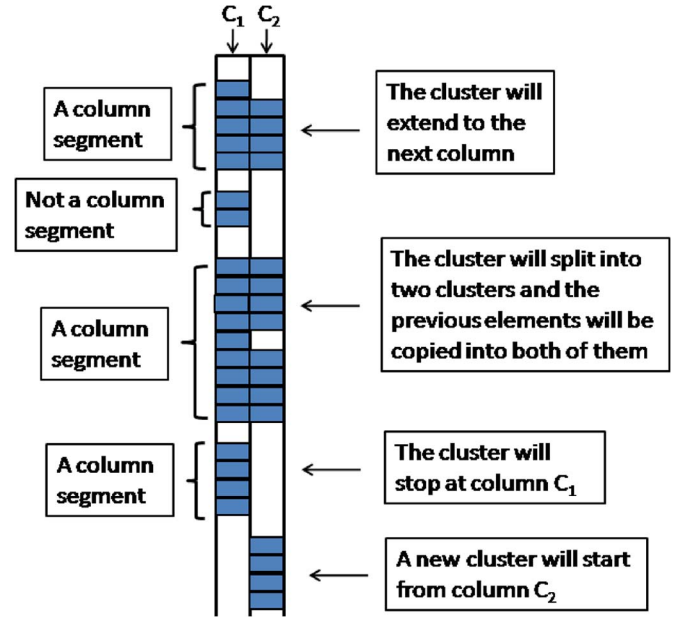 C₁ C₂
A column
segment
The cluster will
extend to the
next column
Not a column
segment
The cluster will split into
two clusters and the
previous elements will be
copied into both of them
A column
segment
A column
segment
The cluster will
stop at column C₁
A new cluster will start
from column C₂